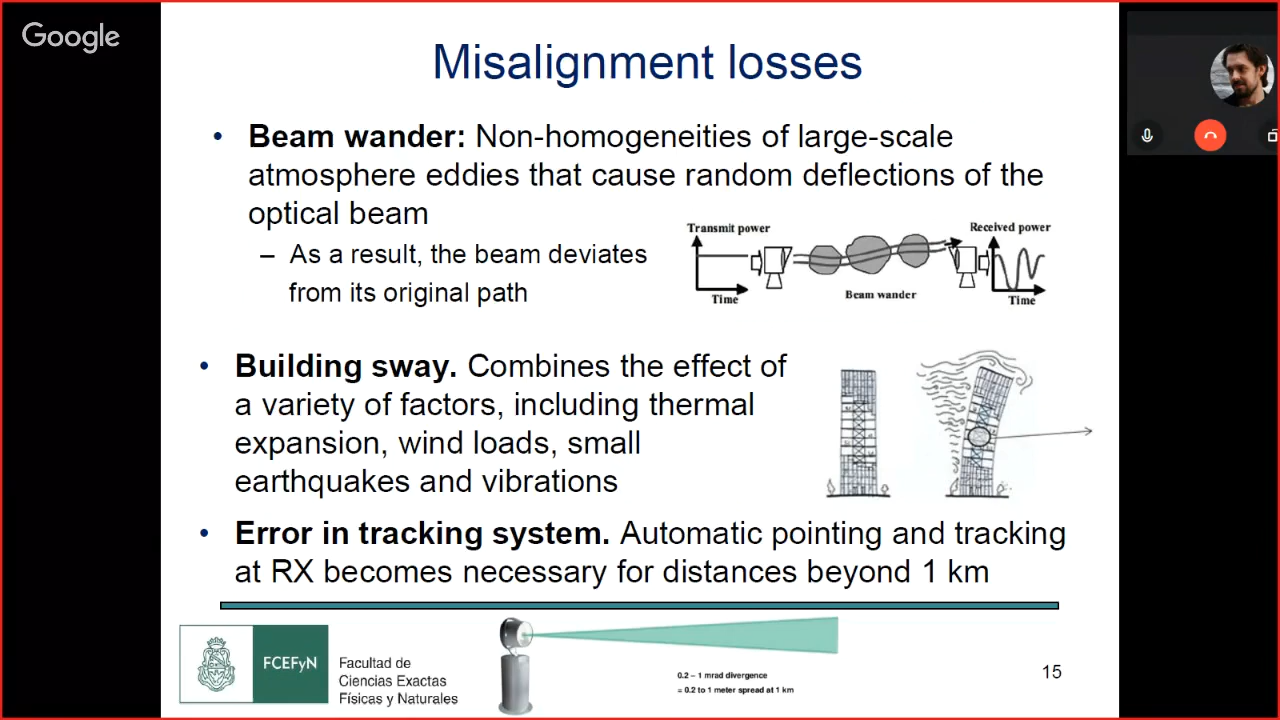 Google
Misalignment losses
• Beam wander: Non-homogeneities of large-scale
atmosphere eddies that cause random deflections of the
optical beam
– As a result, the beam deviates
from its original path
Transmit power
Received power
Time
Beam wander
Time
• Building sway. Combines the effect of
a variety of factors, including thermal
expansion, wind loads, small
earthquakes and vibrations
• Error in tracking system. Automatic pointing and tracking
at RX becomes necessary for distances beyond 1 km
FCEFyN
Facultad de
Ciencias Exactas
Físicas y Naturales
0.2 – 1 mrad divergence
= 0.2 to 1 meter spread at 1 km
15